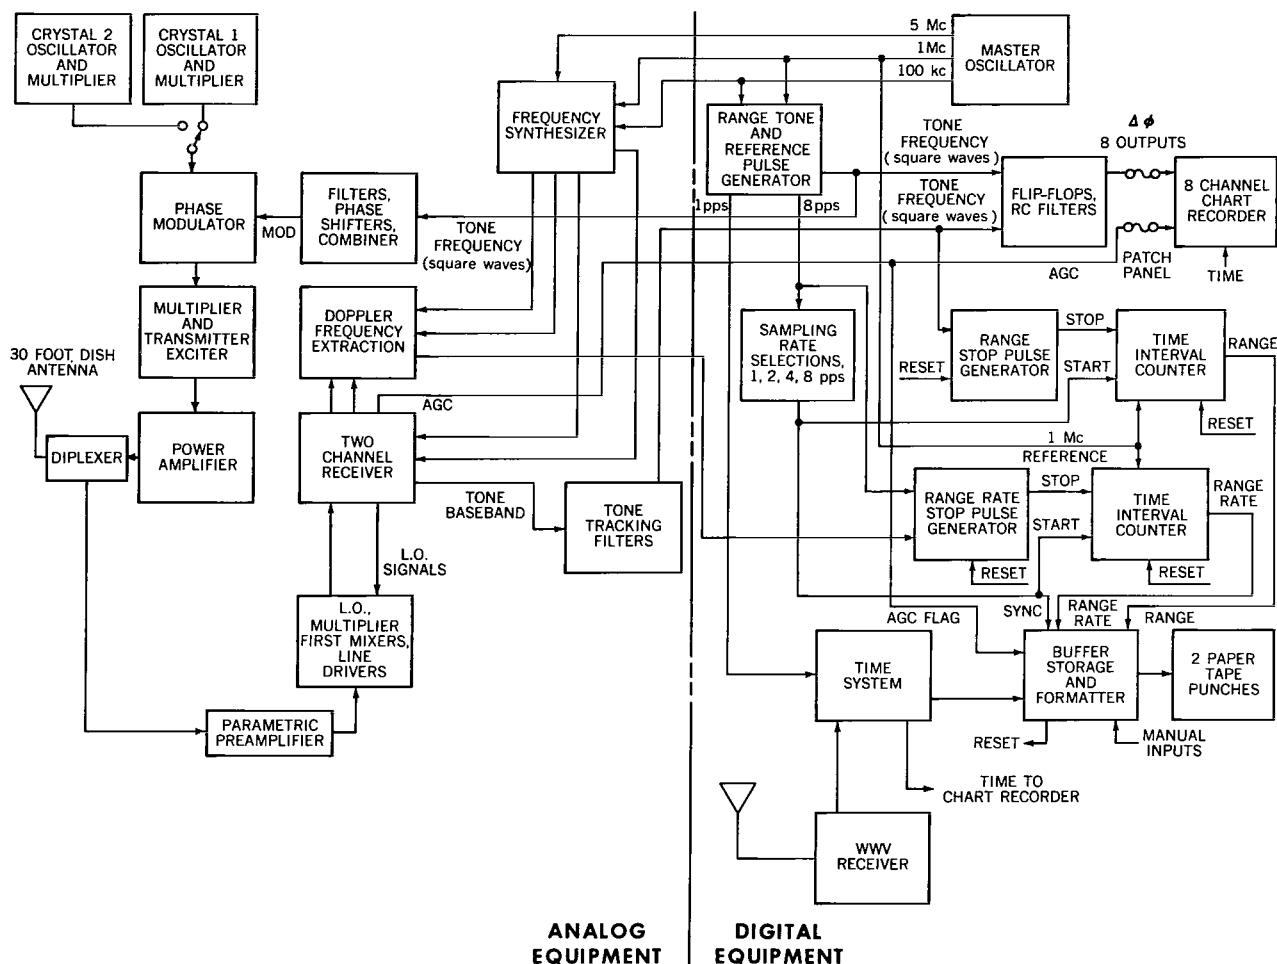 CRYSTAL 2
OSCILLATOR
AND
MULTIPLIER
CRYSTAL 1
OSCILLATOR
AND
MULTIPLIER
PHASE
MODULATOR
MOD
FILTERS,
PHASE
SHIFTERS,
COMBINER
TONE
FREQUENCY
(square waves)
FREQUENCY
SYNTHESIZER
5 Mc
1Mc
100 kc
MASTER
OSCILLATOR
RANGE TONE
AND
REFERENCE
PULSE
GENERATOR
1pps
8pps
TONE
FREQUENCY
(square waves)
TONE
FREQUENCY
(square waves)
FLIP-FLOPS,
RC FILTERS
Δ φ
8 OUTPUTS
8 CHANNEL
CHART
RECORDER
PATCH
PANEL
AGC
TIME
MULTIPLIER
AND
TRANSMITTER
EXCITER
DOPPLER
FREQUENCY
EXTRACTION
SAMPLING
RATE
SELECTIONS,
1, 2, 4, 8 pps
RANGE
STOP PULSE
GENERATOR
RESET
STOP
START
TIME
INTERVAL
COUNTER
RANGE
RESET
30 FOOT DISH
ANTENNA
DIPLEXER
POWER
AMPLIFIER
AGC
TWO
CHANNEL
RECEIVER
TONE
BASEBAND
TONE
TRACKING
FILTERS
1 Mc
REFERENCE
RANGE RATE
STOP PULSE
GENERATOR
STOP
START
RESET
TIME
INTERVAL
COUNTER
RANGE
RATE
RESET
L.O.
SIGNALS
L.O.,
MULTIPLIER
FIRST MIXERS,
LINE
DRIVERS
PARAMETRIC
PREAMPLIFIER
AGC FLAG
SYNC
RANGE
RATE
RANGE
TIME
SYSTEM
BUFFER
STORAGE
AND
FORMATTER
2 PAPER
TAPE
PUNCHES
RESET
MANUAL
INPUTS
TIME TO
CHART RECORDER
WWV
RECEIVER
ANALOG
EQUIPMENT
DIGITAL
EQUIPMENT